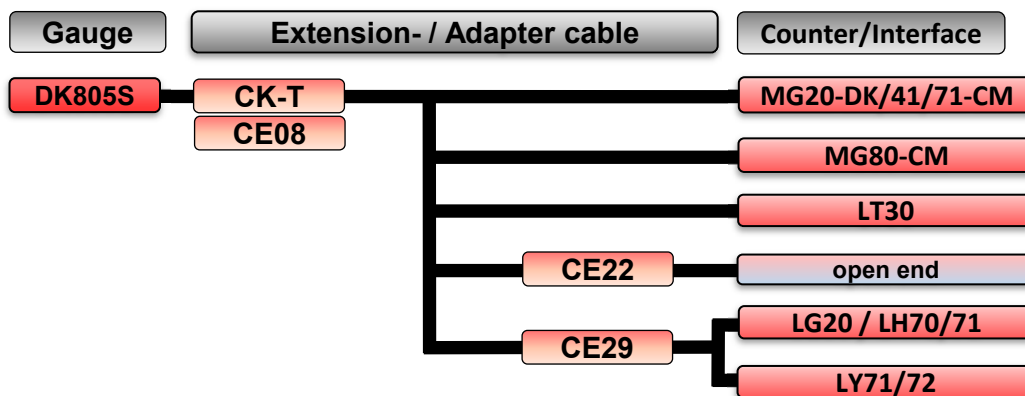 Gauge
Extension- / Adapter cable
Counter/Interface
DK805S
CK-T
MG20-DK/41/71-CM
CE08
MG80-CM
LT30
CE22
open end
LG20 / LH70/71
CE29
LY71/72